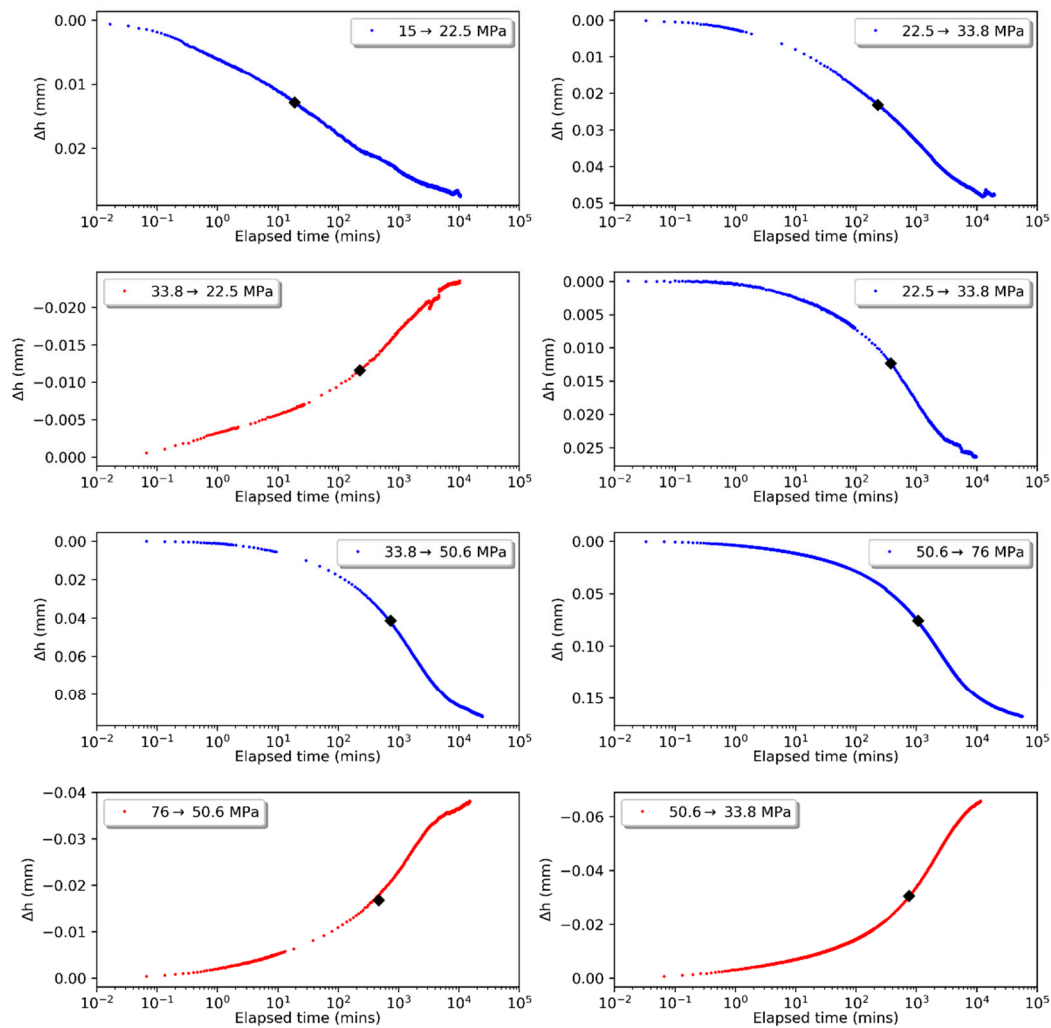 15→ 22.5 MPa
0.00
0.01
0.02
Δh (mm)
10⁻² 10⁻¹ 10⁰ 10¹ 10² 10³ 10⁴ 10⁵
Elapsed time (mins)
22.5→ 33.8 MPa
0.00
0.01
0.02
0.03
0.04
0.05
Δh (mm)
10⁻² 10⁻¹ 10⁰ 10¹ 10² 10³ 10⁴ 10⁵
Elapsed time (mins)
33.8→ 22.5 MPa
−0.020
−0.015
−0.010
−0.005
0.000
Δh (mm)
10⁻² 10⁻¹ 10⁰ 10¹ 10² 10³ 10⁴ 10⁵
Elapsed time (mins)
22.5→ 33.8 MPa
0.000
0.005
0.010
0.015
0.020
0.025
Δh (mm)
10⁻² 10⁻¹ 10⁰ 10¹ 10² 10³ 10⁴ 10⁵
Elapsed time (mins)
33.8→ 50.6 MPa
0.00
0.02
0.04
0.06
0.08
Δh (mm)
10⁻² 10⁻¹ 10⁰ 10¹ 10² 10³ 10⁴ 10⁵
Elapsed time (mins)
50.6→ 76 MPa
0.00
0.05
0.10
0.15
Δh (mm)
10⁻² 10⁻¹ 10⁰ 10¹ 10² 10³ 10⁴ 10⁵
Elapsed time (mins)
76→ 50.6 MPa
−0.04
−0.03
−0.02
−0.01
0.00
Δh (mm)
10⁻² 10⁻¹ 10⁰ 10¹ 10² 10³ 10⁴ 10⁵
Elapsed time (mins)
50.6→ 33.8 MPa
−0.06
−0.04
−0.02
0.00
Δh (mm)
10⁻² 10⁻¹ 10⁰ 10¹ 10² 10³ 10⁴ 10⁵
Elapsed time (mins)